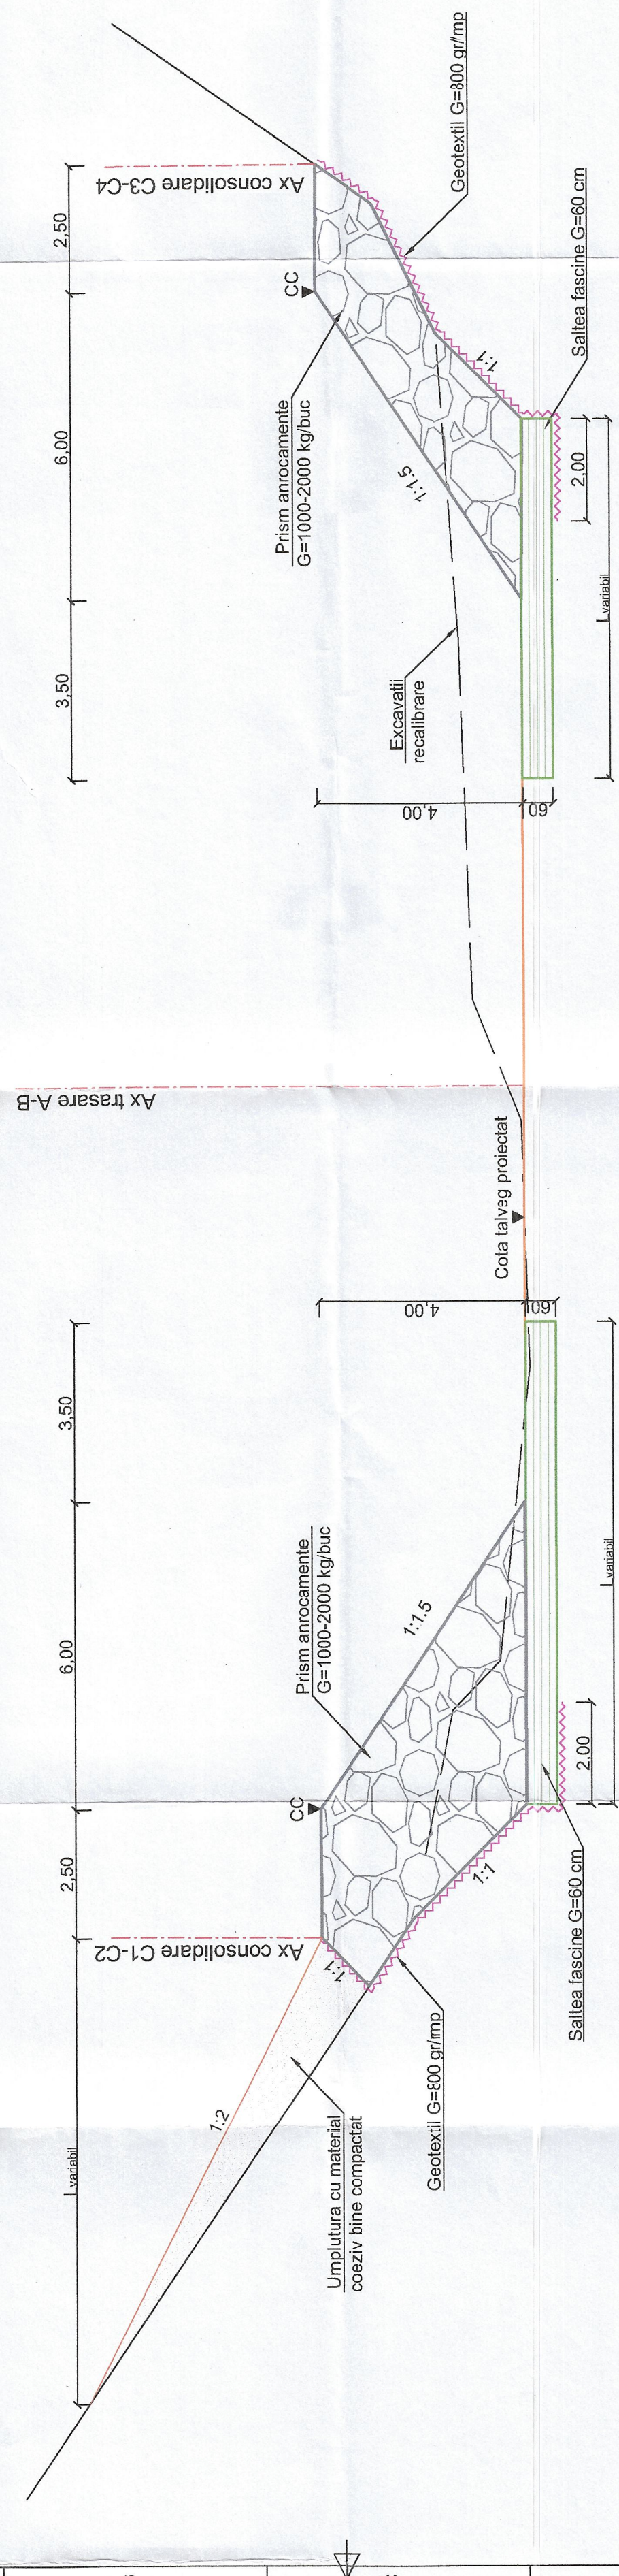 Ax consolidare C3-C4
2,50
CC
6,00
3,50
Prism anrocamente
G=1000-2000 kg/buc
Geotextil G=800 gr/mp
1:1
1:1.5
Saltea fascine G=60 cm
2,00
Lvariabil
Excavatii
recalibrare
4,00
60
Ax trasare A-B
Cota talveg proiectat
4,00
60
3,50
6,00
2,50
Prism anrocamente
G=1000-2000 kg/buc
1:1.5
CC
Lvariabil
2,00
Ax consolidare C1-C2
1:1
1:1
Saltea fascine G=60 cm
Geotextil G=800 gr/mp
1:2
Umplutura cu material
coeziv bine compactat
Lvariabil